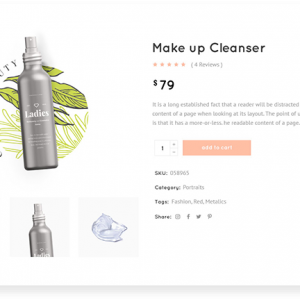 Make up Cleanser
( 4 Reviews )
$79
It is a long established fact that a reader will be distracted
content of a page when looking at its layout. The point of u
is that it has a more-or-less. he readable content of a page.
1
add to cart
SKU: 058965
Category: Portraits
Tags: Fashion, Red, Metallics
Share:
Ladies